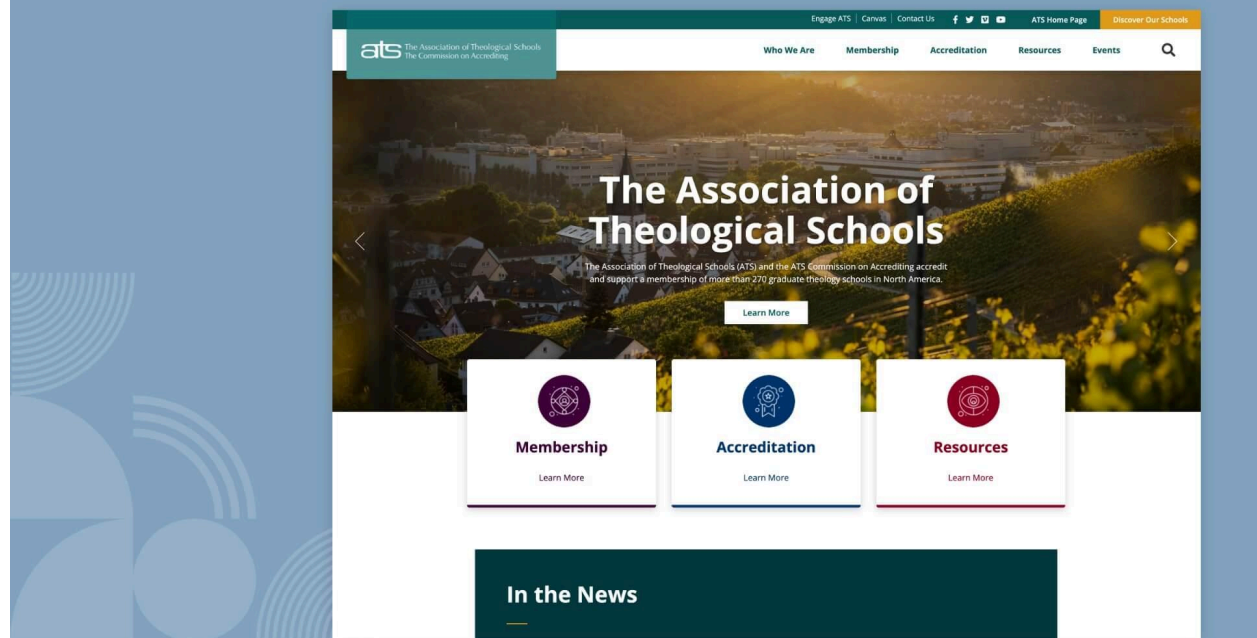 Engage ATS | Canvas | Contact Us ATS Home Page Discover Our Schools
ats The Association of Theological Schools
The Commission on Accrediting
Who We Are Membership Accreditation Resources Events
The Association of
Theological Schools
The Association of Theological Schools (ATS) and the ATS Commission on Accrediting accredit
and support a membership of more than 270 graduate theology schools in North America.
Learn More
Membership Accreditation Resources
Learn More Learn More Learn More
In the News